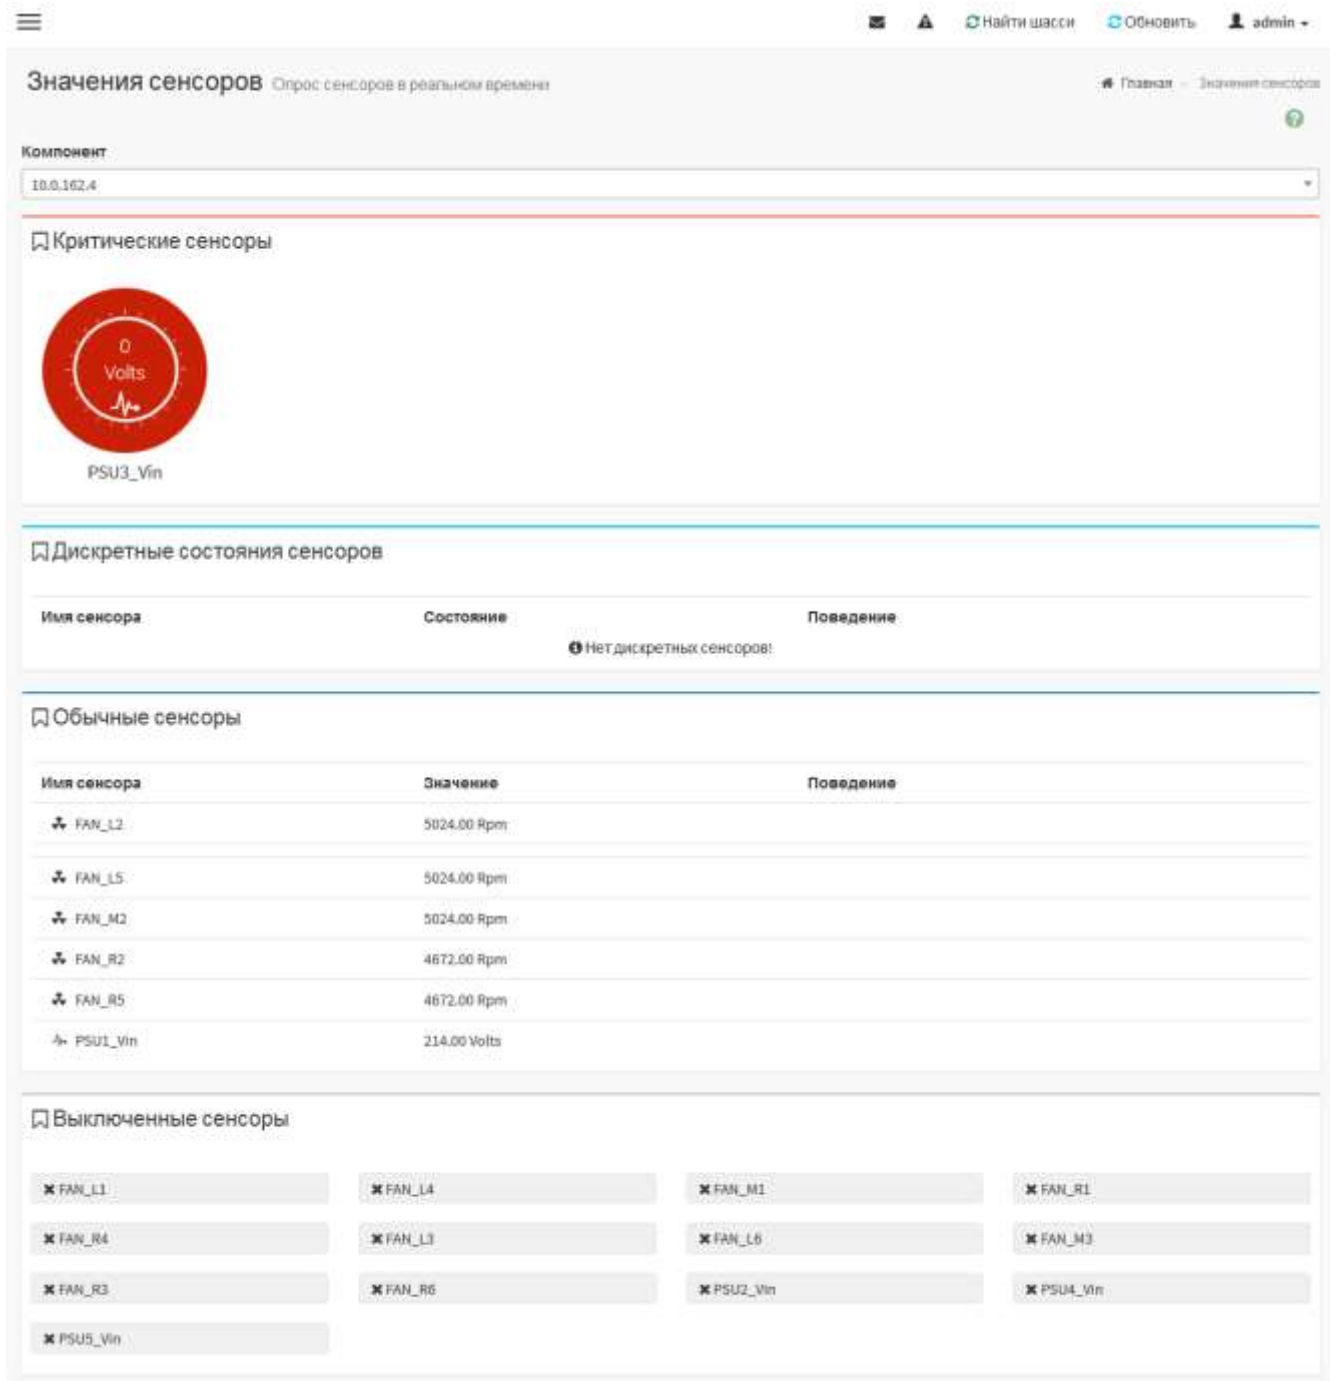 Найти шасси Обновить admin
Значения сенсоров Опрос сенсоров в реальном времени
Главная - Значения сенсоров
Компонент
10.0.162.4
Критические сенсоры
0
Volts
PSU3_Vin
Дискретные состояния сенсоров
Имя сенсора Состояние Поведение
Нет дискретных сенсоров!
Обычные сенсоры
Имя сенсора Значение Поведение
FAN_L2 5024.00 Rpm
FAN_L5 5024.00 Rpm
FAN_M2 5024.00 Rpm
FAN_R2 4672.00 Rpm
FAN_R5 4672.00 Rpm
PSU1_Vin 214.00 Volts
Выключенные сенсоры
FAN_L1 FAN_L4 FAN_M1 FAN_R1
FAN_R4 FAN_L3 FAN_L6 FAN_M3
FAN_R3 FAN_R6 PSU2_Vin PSU4_Vin
PSU5_Vin